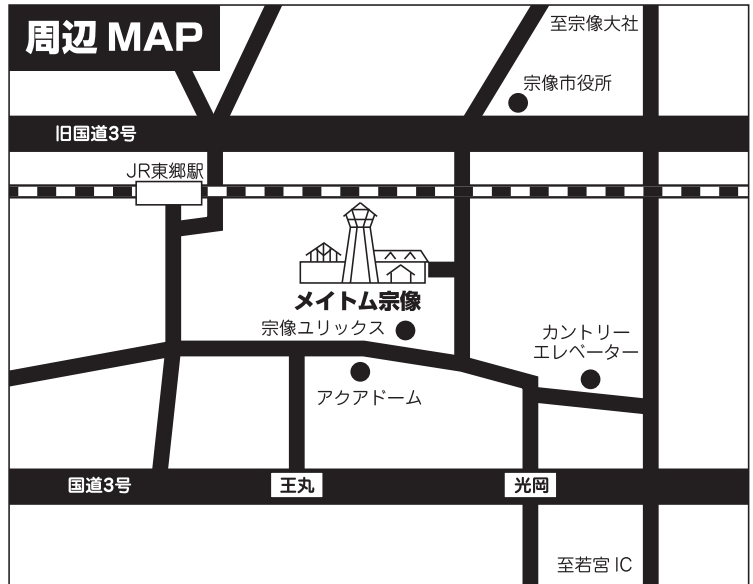 周辺 MAP
至宗像大社
宗像市役所
旧国道3号
JR東郷駅
メイトム宗像
宗像ユリックス
カントリー
エレベーター
アクアドーム
国道3号
王丸
光岡
至若宮 IC